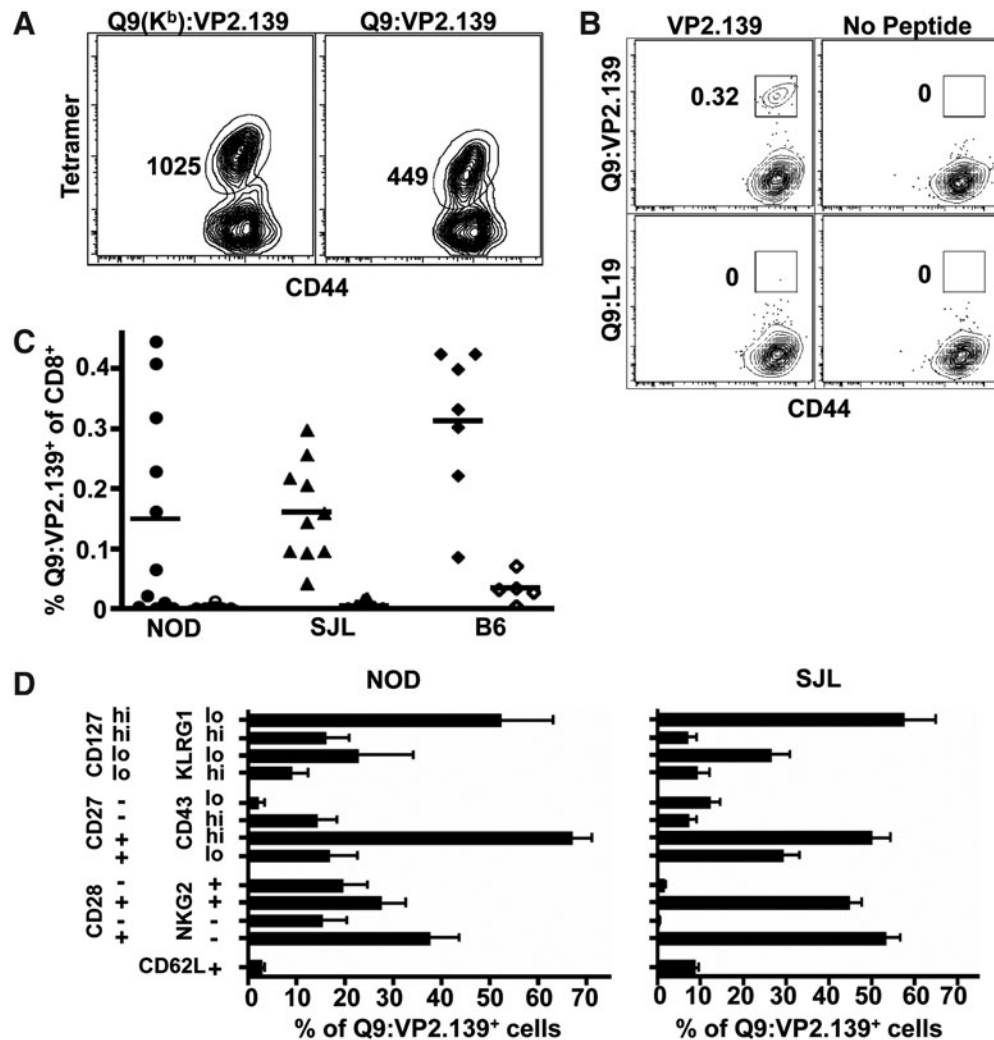 A
Q9(Kᵇ):VP2.139
Q9:VP2.139
Tetramer
1025
449
CD44
B
VP2.139
No Peptide
Q9:VP2.139
0.32
0
Q9:L19
0
0
CD44
C
% Q9:VP2.139⁺ of CD8⁺
0.4
0.3
0.2
0.1
0
NOD
SJL
B6
D
NOD
SJL
CD127
hi
hi
lo
lo
KLRG1
lo
hi
lo
hi
CD27
-
-
+
+
CD43
lo
hi
hi
lo
CD28
-
+
-
+
NKG2
+
+
-
-
CD62L +
0 10 20 30 40 50 60 70
0 10 20 30 40 50 60 70
% of Q9:VP2.139⁺ cells
% of Q9:VP2.139⁺ cells